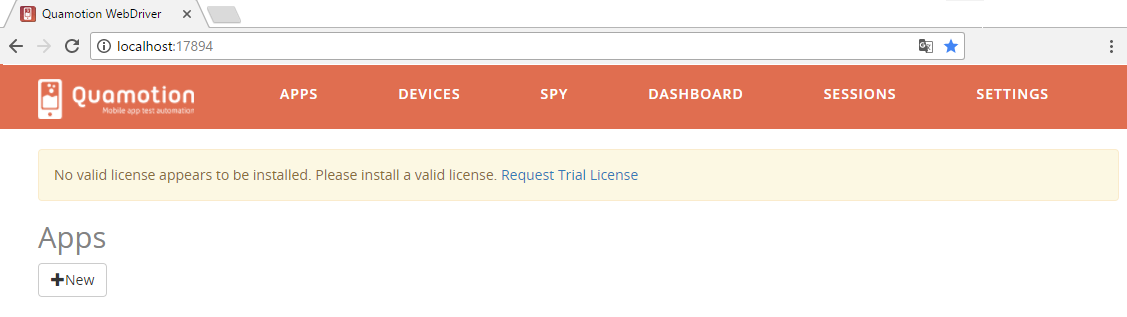 Quamotion WebDriver
localhost:17894
Quamotion
Mobile app test automation
APPS DEVICES SPY DASHBOARD SESSIONS SETTINGS
No valid license appears to be installed. Please install a valid license. Request Trial License
Apps
New